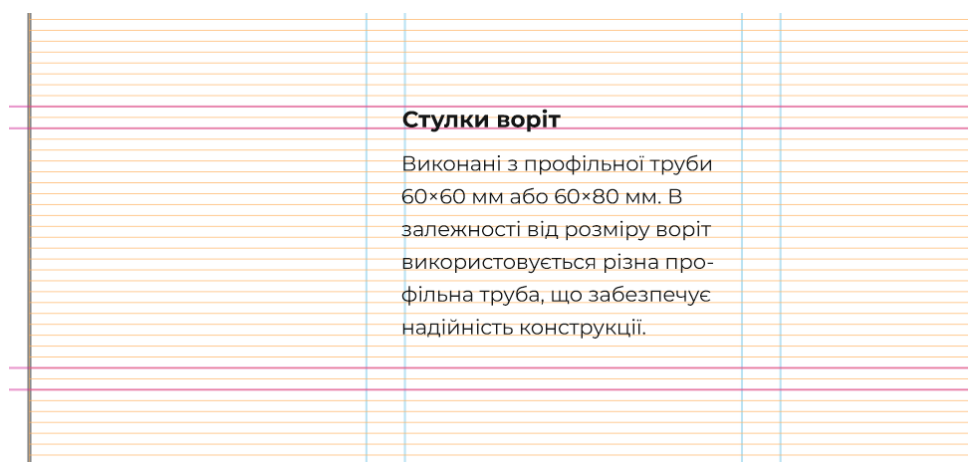 Стулки воріт
Виконані з профільної труби
60×60 мм або 60×80 мм. В
залежності від розміру воріт
використовується різна про-
фільна труба, що забезпечує
надійність конструкції.